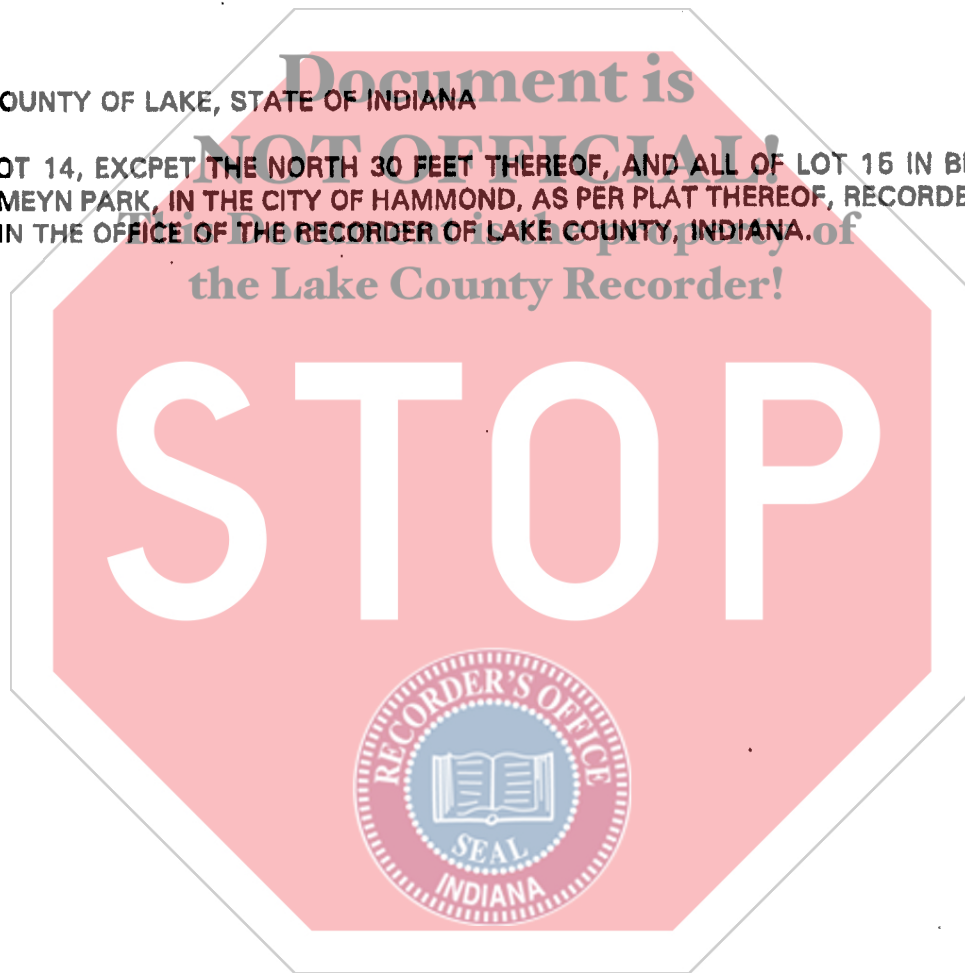 Document is
OUNTY OF LAKE, STATE OF INDIANA
NOT OFFICIAL!
OT 14, EXCPET THE NORTH 30 FEET THEREOF, AND ALL OF LOT 15 IN
MEYN PARK, IN THE CITY OF HAMMOND, AS PER PLAT THEREOF, RECORDE
This Document is the property of
IN THE OFFICE OF THE RECORDER OF LAKE COUNTY, INDIANA.
the Lake County Recorder!
STOP
RECORDER'S OFFICE
SEAL
INDIANA